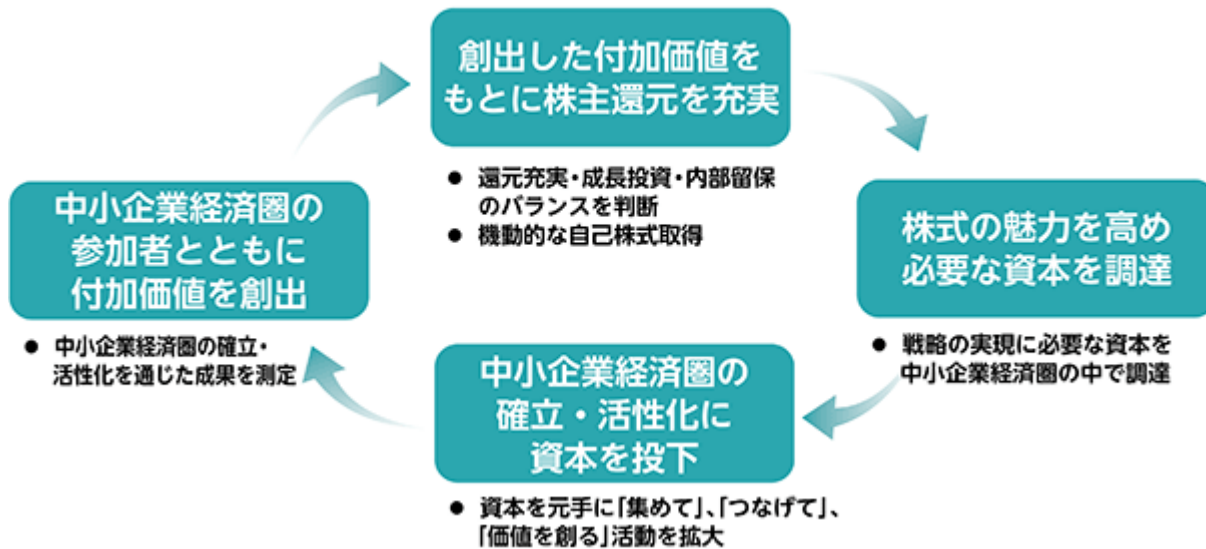 創出した付加価値を
もとに株主還元を充実
● 還元充実・成長投資・内部留保
のバランスを判断
● 機動的な自己株式取得
株式の魅力を高め
必要な資本を調達
● 戦略の実現に必要な資本を
中小企業経済圏の中で調達
中小企業経済圏の
確立・活性化に
資本を投下
● 資本を元手に「集めて」、「つなげて」、
「価値を創る」活動を拡大
中小企業経済圏の
参加者とともに
付加価値を創出
● 中小企業経済圏の確立・
活性化を通じた成果を測定